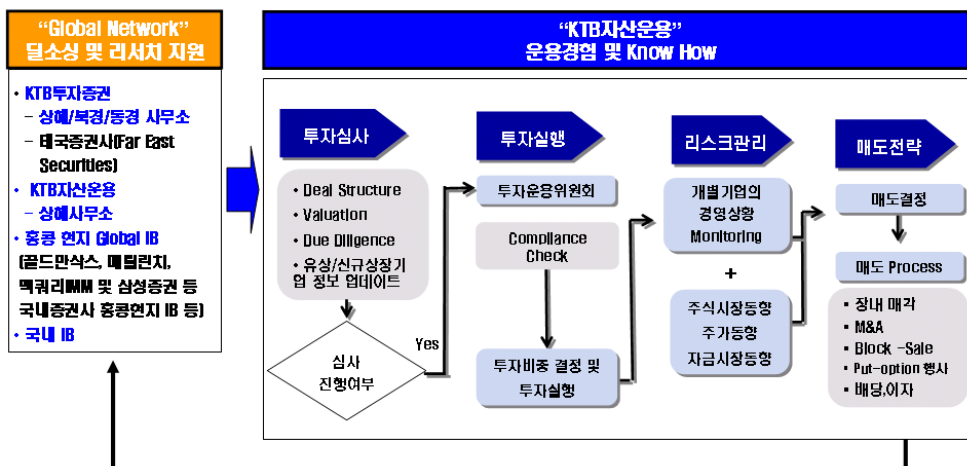 “Global Network”
딜소싱 및 리서치 지원
• KTB투자증권
– 상해/북경/동경 사무소
– 태국증권사(Far East
Securities)
• KTB자산운용
– 상해사무소
• 홍콩 현지 Global IB
(골드만삭스, 메릴린치,
맥쿼리IMM 및 삼성증권 등
국내증권사 홍콩현지 IB 등)
• 국내 IB
“KTB자산운용”
운용경험 및 Know How
투자심사
• Deal Structure
• Valuation
• Due Diligence
• 유상/신규상장기
업 정보 업데이트
심사
진행여부
Yes
투자실행
투자운용위원회
Compliance
Check
투자비중 결정 및
투자실행
리스크관리
개별기업의
경영상황
Monitoring
+
주식시장동향
주가동향
자금시장동향
매도전략
매도결정
매도 Process
• 장내 매각
• M&A
• Block -Sale
• Put-option 행사
• 배당,이자